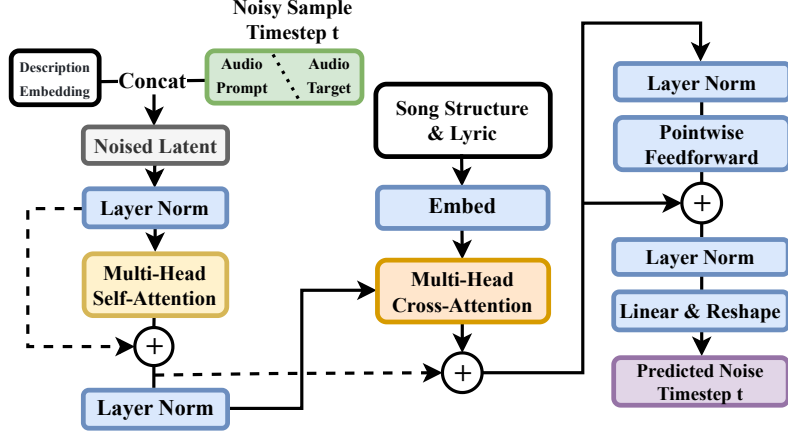 Noisy Sample
Timestep t
Description
Embedding
Concat
Audio
Prompt
Audio
Target
Noised Latent
Layer Norm
Multi-Head
Self-Attention
+
Layer Norm
Song Structure
& Lyric
Embed
Multi-Head
Cross-Attention
+
Layer Norm
Pointwise
Feedforward
+
Layer Norm
Linear & Reshape
Predicted Noise
Timestep t